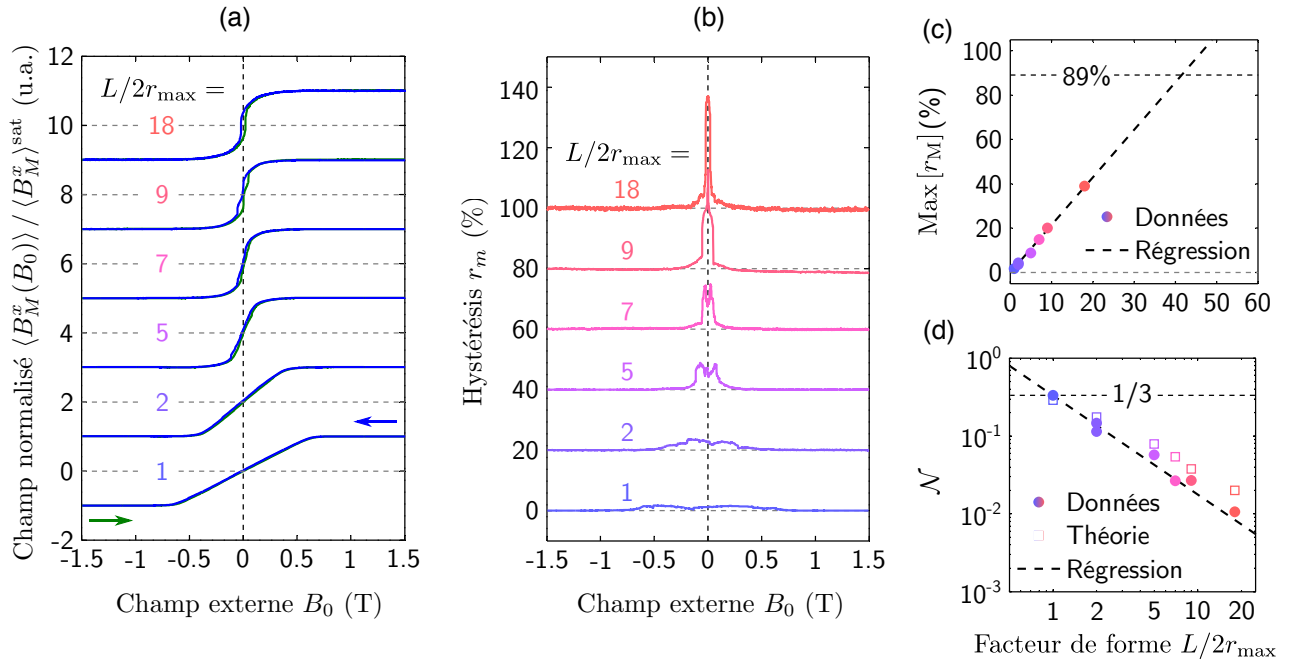 (a)
Champ normalisé ⟨B_M^x(B_0)⟩ / ⟨B_M^x⟩^sat (u.a.)
12
10
8
6
4
2
0
-2
L/2r_max =
18
9
7
5
2
1
-1.5 -1 -0.5 0 0.5 1 1.5
Champ externe B_0 (T)
(b)
Hystérésis r_m (%)
140
120
100
80
60
40
20
0
L/2r_max =
18
9
7
5
2
1
-1.5 -1 -0.5 0 0.5 1 1.5
Champ externe B_0 (T)
(c)
Max [r_M] (%)
100
80
60
40
20
0
89%
Données
Régression
0 10 20 30 40 50 60
(d)
𝒩
10^0
10^-1
10^-2
10^-3
1/3
Données
Théorie
Régression
1 2 5 10 20
Facteur de forme L/2r_max